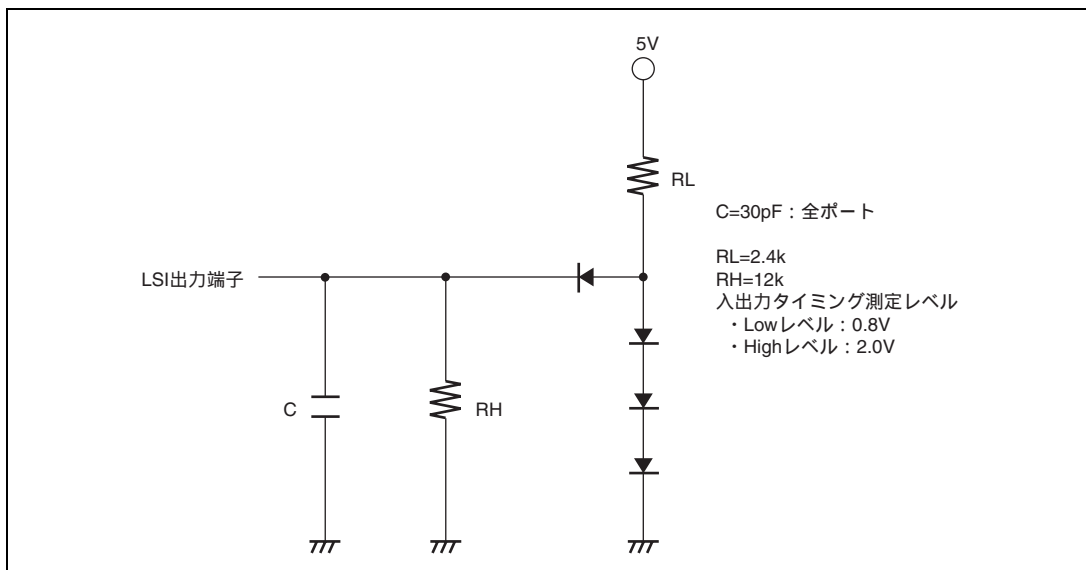 5V
RL
C=30pF：全ポート
RL=2.4k
RH=12k
入出力タイミング測定レベル
・Lowレベル：0.8V
・Highレベル：2.0V
LSI出力端子
C
RH